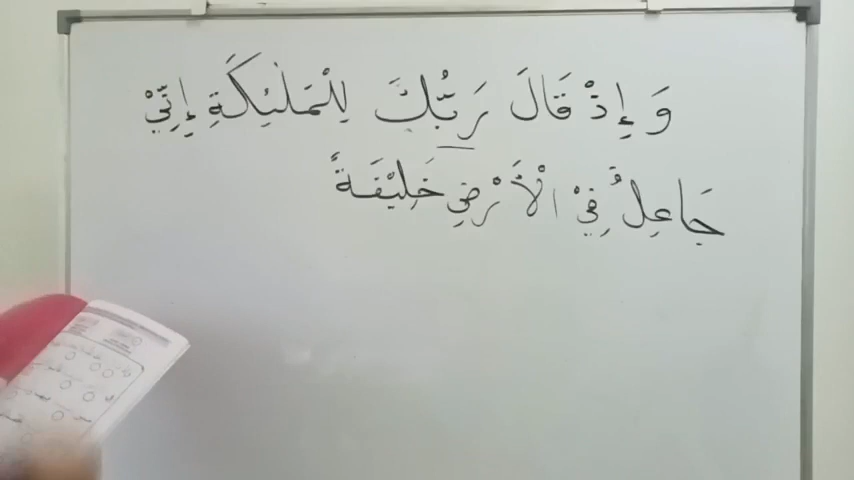 وَإِذْ قَالَ رَبُّكَ لِلْمَلٰئِكَةِ إِنِّيْ
جَاعِلٌ فِيْ الْأَرْضِ خَلِيْفَةً